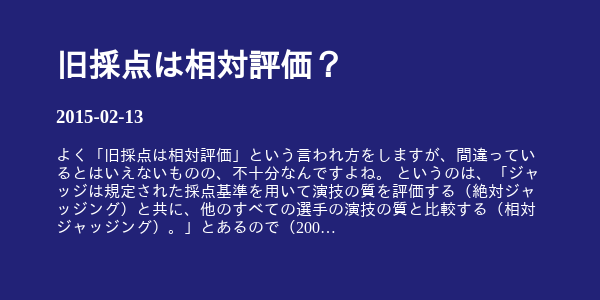 旧採点は相対評価？
2015-02-13
よく「旧採点は相対評価」という言われ方をしますが、間違ってい
るとはいえないものの、不十分なんですよね。 というのは、「ジャ
ッジは規定された採点基準を用いて演技の質を評価する（絶対ジャ
ッジング）と共に、他のすべての選手の演技の質と比較する（相対
ジャッジング）。」とあるので（200…